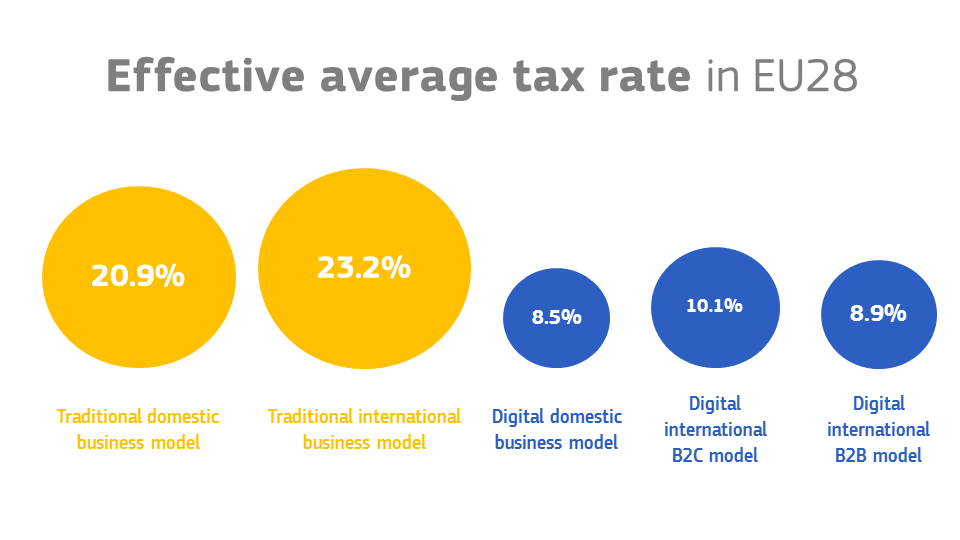 Effective average tax rate in EU28
20.9%
23.2%
8.5%
10.1%
8.9%
Traditional domestic
business model
Traditional international
business model
Digital domestic
business model
Digital
international
B2C model
Digital
international
B2B model